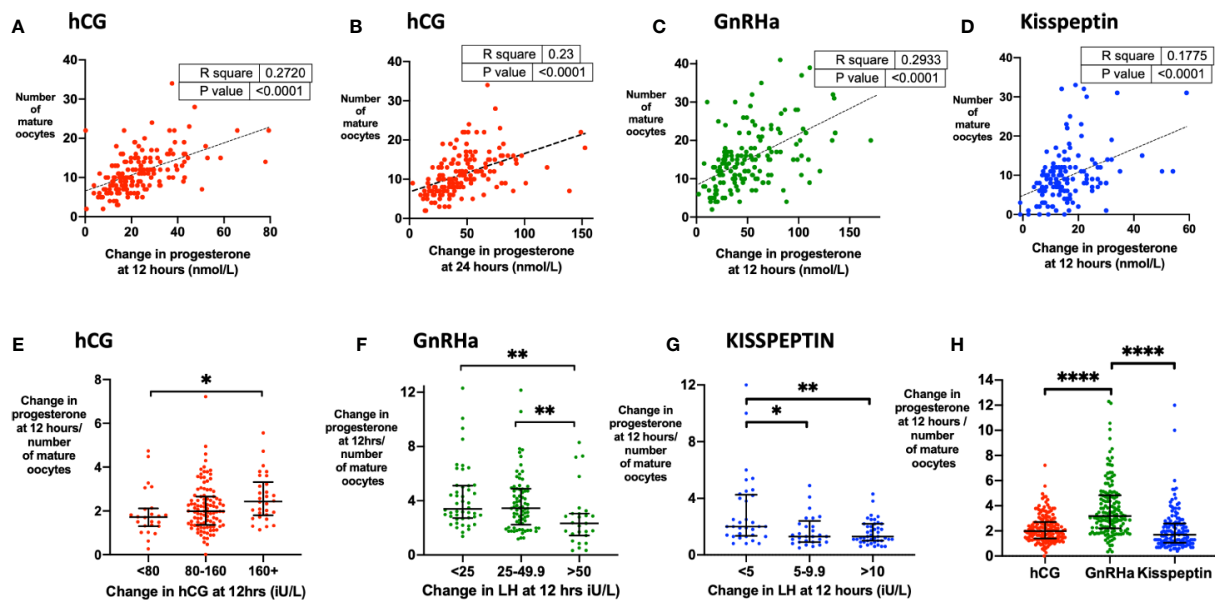 A
hCG
R square 0.2720
P value <0.0001
Number
of
mature
oocytes
40
30
20
10
0
0 20 40 60 80
Change in progesterone
at 12 hours (nmol/L)
B
hCG
R square 0.23
P value <0.0001
Number
of
mature
oocytes
40
30
20
10
0
0 50 100 150
Change in progesterone
at 24 hours (nmol/L)
C
GnRHa
R square 0.2933
P value <0.0001
Number
of
mature
oocytes
40
30
20
10
0
0 50 100 150
Change in progesterone
at 12 hours (nmol/L)
D
Kisspeptin
R square 0.1775
P value <0.0001
Number
of
mature
oocytes
40
30
20
10
0
0 20 40 60
Change in progesterone
at 12 hours (nmol/L)
E
hCG
*
Change in
progesterone
at 12 hours/
number
of mature
oocytes
8
6
4
2
0
<80 80-160 160+
Change in hCG at 12hrs (iU/L)
F
GnRHa
**
**
Change in
progesterone
at 12hrs/
number
of mature
oocytes
12
10
8
6
4
2
0
<25 25-49.9 >50
Change in LH at 12 hrs iU/L)
G
KISSPEPTIN
**
*
Change in
progesterone
at 12 hours/
number
of mature
oocytes
12
8
4
0
<5 5-9.9 >10
Change in LH at 12 hours (iU/L)
H
****
****
Change in
progesterone
at 12 hours /
number
of mature
oocytes
14
12
10
8
6
4
2
0
hCG GnRHa Kisspeptin